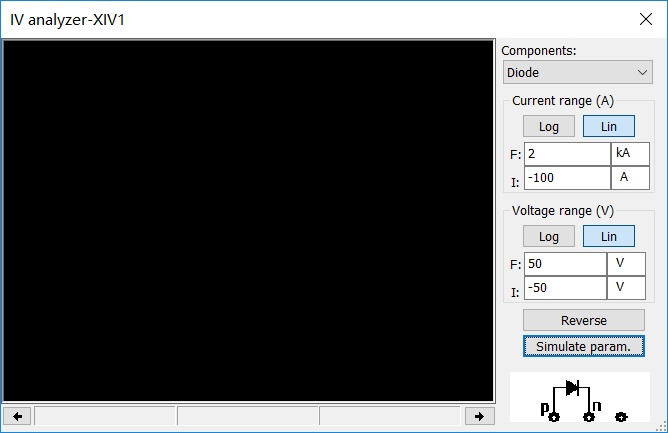 IV analyzer-XIV1
Components:
Diode
Current range (A)
Log Lin
F: 2 kA
I: -100 A
Voltage range (V)
Log Lin
F: 50 V
I: -50 V
Reverse
Simulate param.
p n